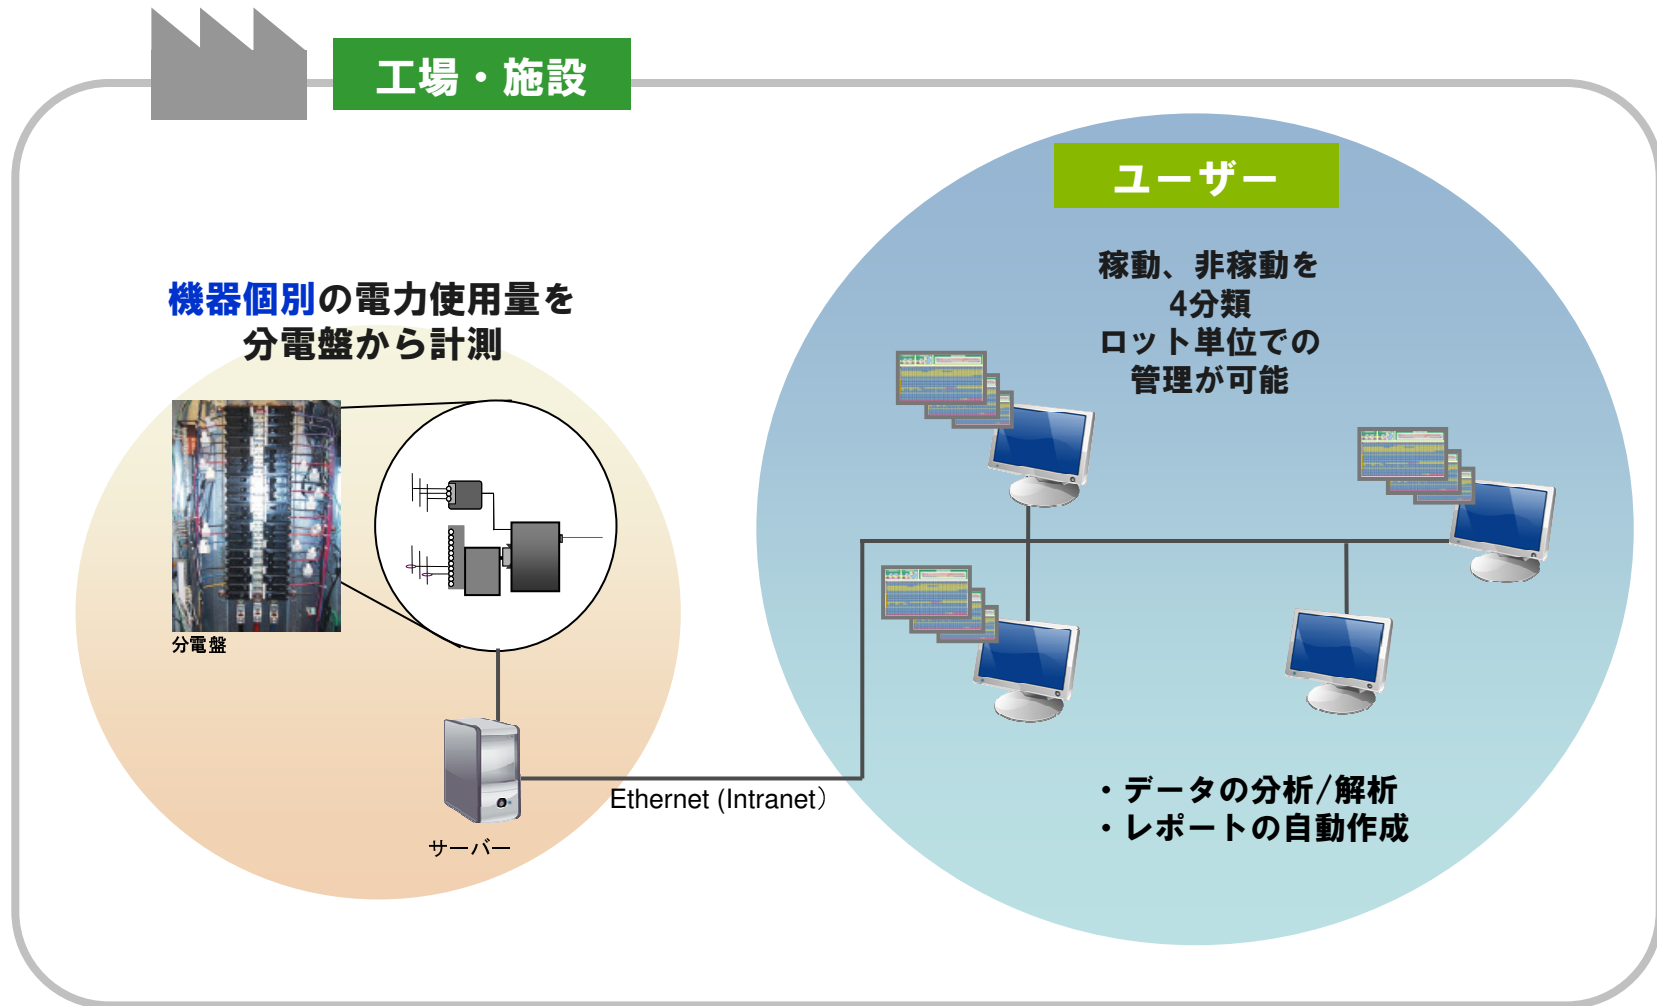 工場・施設
ユーザー
機器個別の電力使用量を
分電盤から計測
稼動、非稼動を
4分類
ロット単位での
管理が可能
分電盤
サーバー
Ethernet (Intranet）
・データの分析/解析
・レポートの自動作成